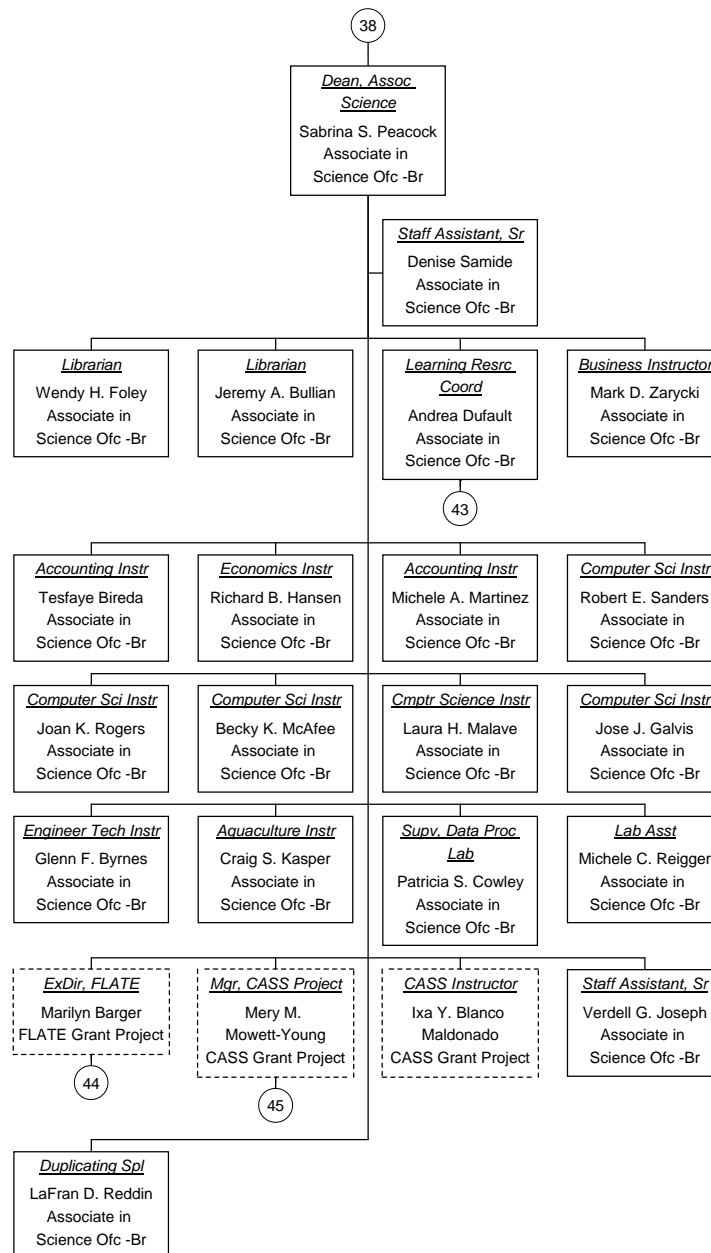 38
Dean, Assoc
Science
Sabrina S. Peacock
Associate in
Science Ofc -Br
Staff Assistant, Sr
Denise Samide
Associate in
Science Ofc -Br
Librarian
Wendy H. Foley
Associate in
Science Ofc -Br
Librarian
Jeremy A. Bullian
Associate in
Science Ofc -Br
Learning Resrc
Coord
Andrea Dufault
Associate in
Science Ofc -Br
43
Business Instructor
Mark D. Zarycki
Associate in
Science Ofc -Br
Accounting Instr
Tesfaye Bireda
Associate in
Science Ofc -Br
Economics Instr
Richard B. Hansen
Associate in
Science Ofc -Br
Accounting Instr
Michele A. Martinez
Associate in
Science Ofc -Br
Computer Sci Instr
Robert E. Sanders
Associate in
Science Ofc -Br
Computer Sci Instr
Joan K. Rogers
Associate in
Science Ofc -Br
Computer Sci Instr
Becky K. McAfee
Associate in
Science Ofc -Br
Cmptr Science Instr
Laura H. Malave
Associate in
Science Ofc -Br
Computer Sci Instr
Jose J. Galvis
Associate in
Science Ofc -Br
Engineer Tech Instr
Glenn F. Byrnes
Associate in
Science Ofc -Br
Aquaculture Instr
Craig S. Kasper
Associate in
Science Ofc -Br
Supv, Data Proc
Lab
Patricia S. Cowley
Associate in
Science Ofc -Br
Lab Asst
Michele C. Reigger
Associate in
Science Ofc -Br
ExDir, FLATE
Marilyn Barger
FLATE Grant Project
44
Mgr, CASS Project
Mery M.
Mowett-Young
CASS Grant Project
45
CASS Instructor
Ixa Y. Blanco
Maldonado
CASS Grant Project
Staff Assistant, Sr
Verdell G. Joseph
Associate in
Science Ofc -Br
Duplicating Spl
LaFran D. Reddin
Associate in
Science Ofc -Br